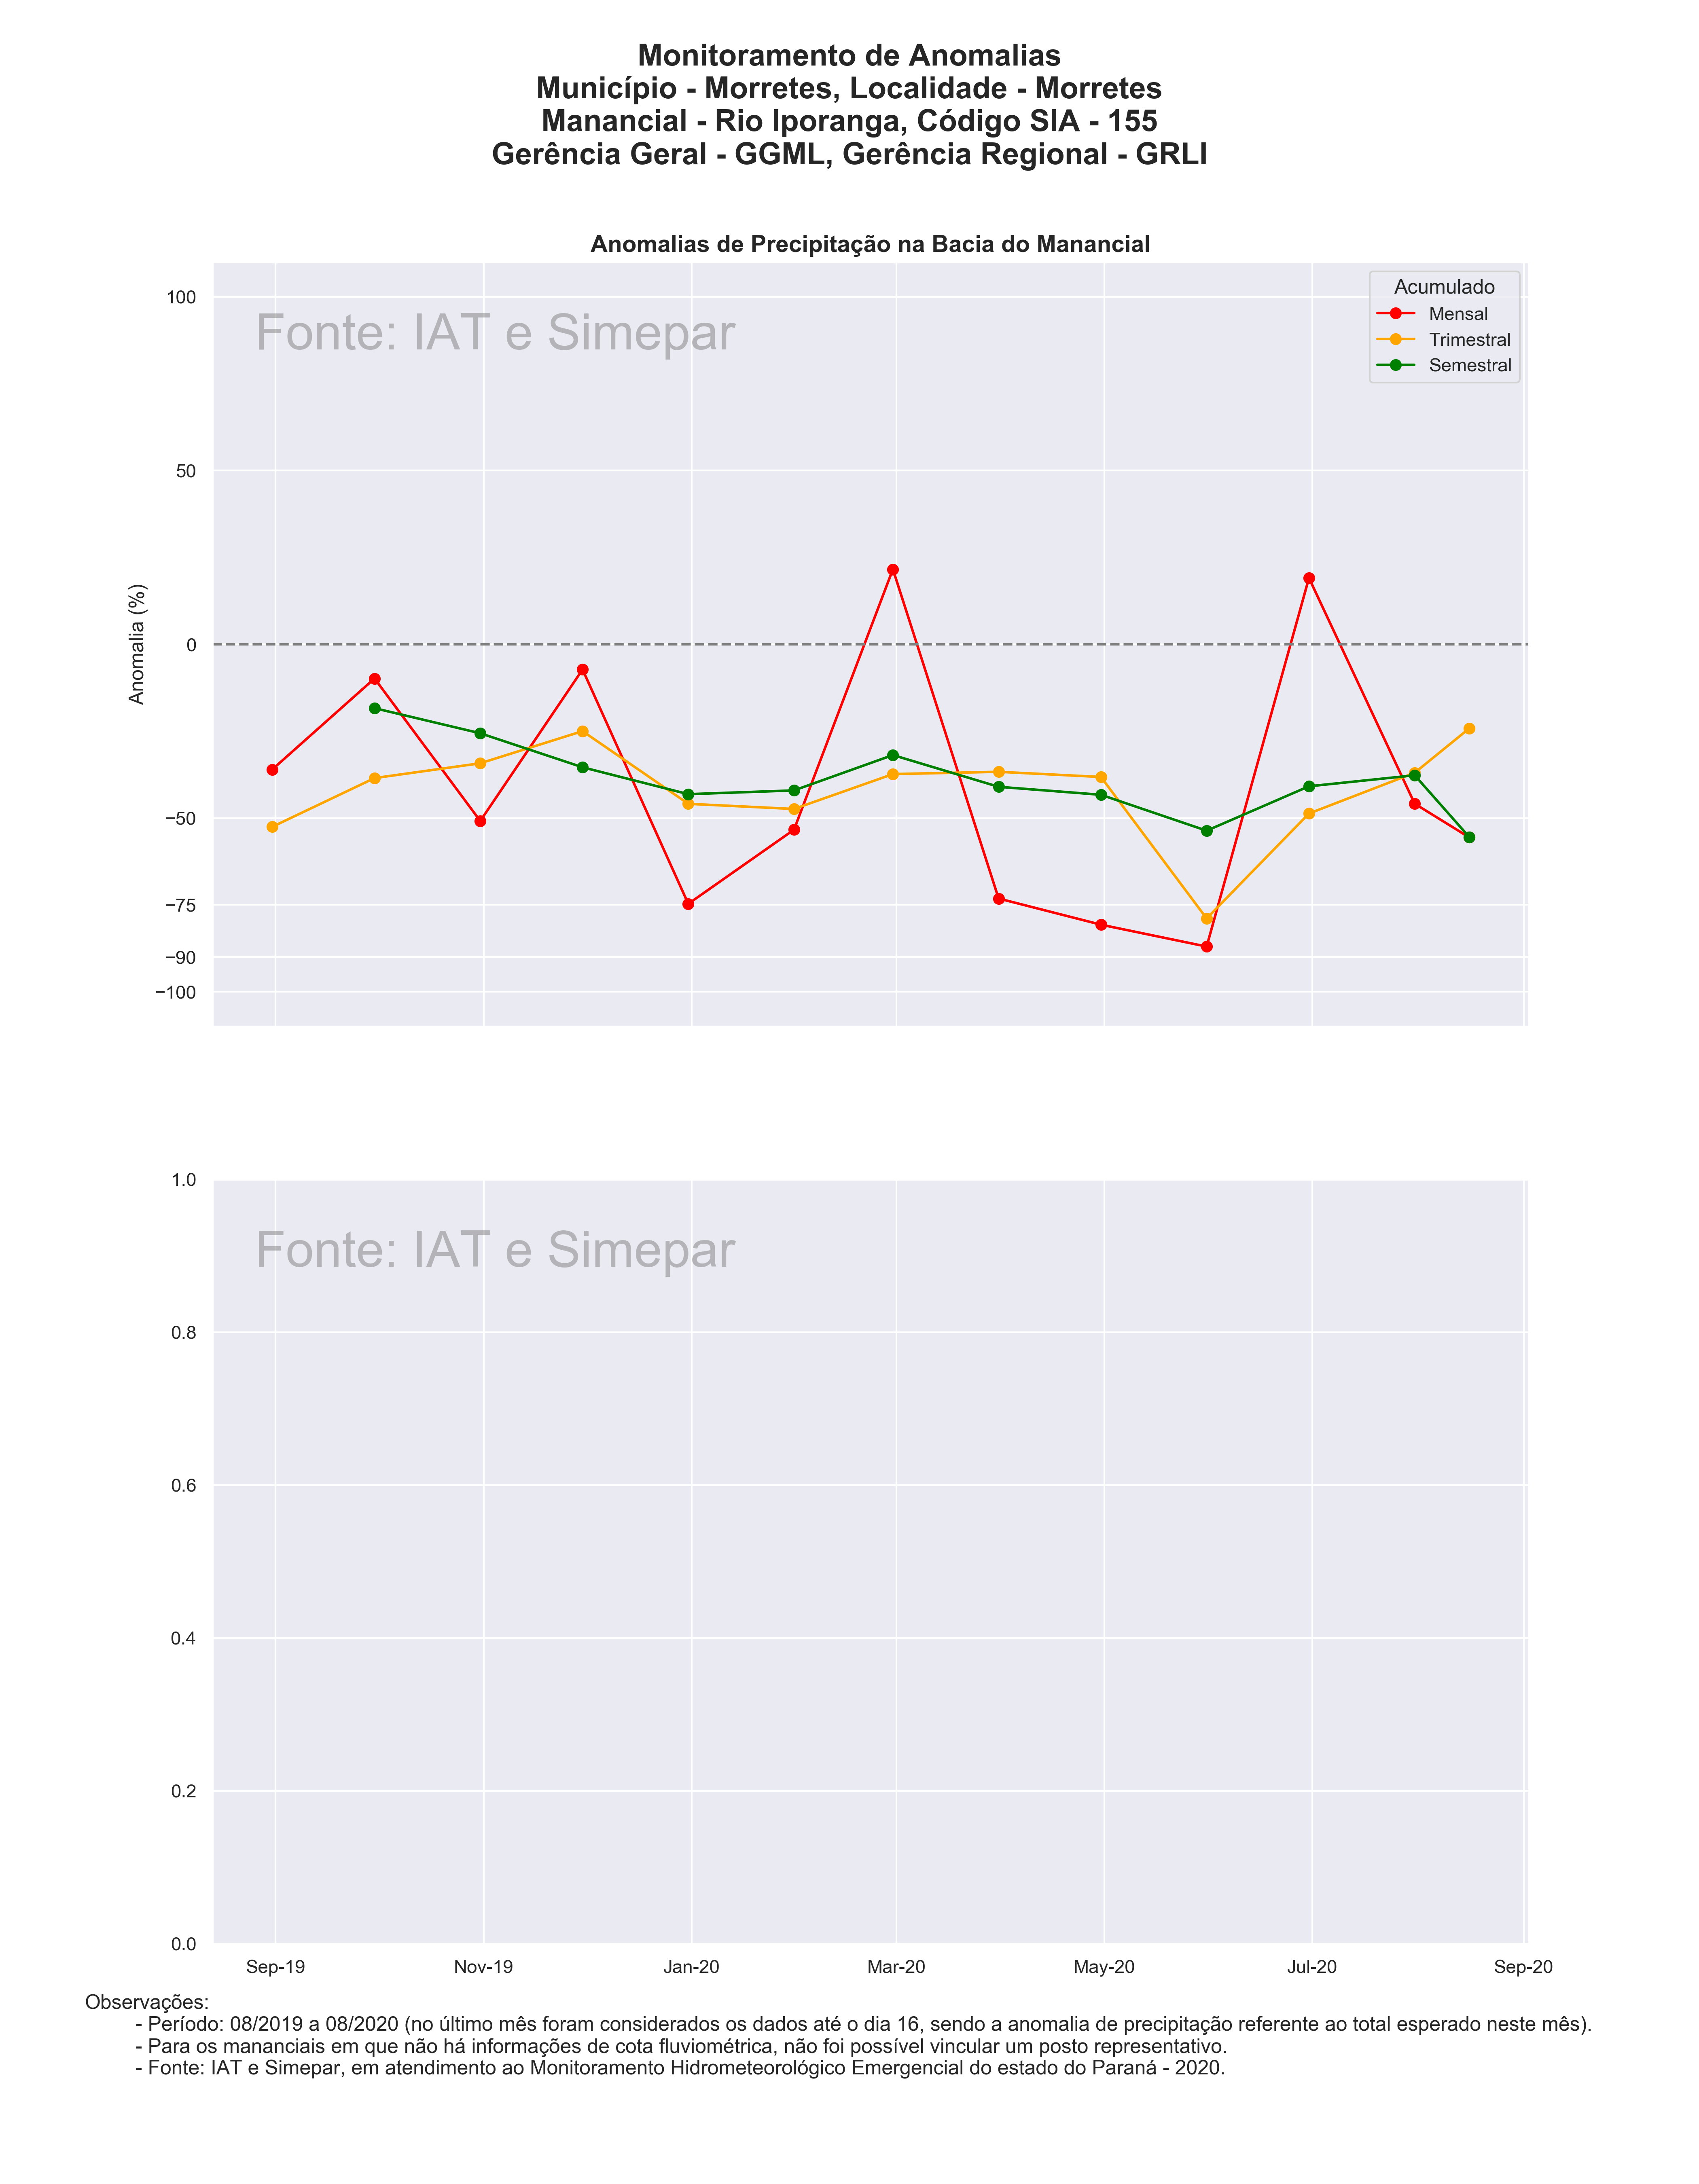 Monitoramento de Anomalias
Município - Morretes, Localidade - Morretes
Manancial - Rio Iporanga, Código SIA - 155
Gerência Geral - GGML, Gerência Regional - GRLI
Anomalias de Precipitação na Bacia do Manancial
Fonte: IAT e Simepar
Acumulado
Mensal
Trimestral
Semestral
Anomalia (%)
100
50
0
−50
−75
−90
−100
Fonte: IAT e Simepar
1.0
0.8
0.6
0.4
0.2
0.0
Sep-19 Nov-19 Jan-20 Mar-20 May-20 Jul-20 Sep-20
Observações:
- Período: 08/2019 a 08/2020 (no último mês foram considerados os dados até o dia 16, sendo a anomalia de precipitação referente ao total esperado neste mês).
- Para os mananciais em que não há informações de cota fluviométrica, não foi possível vincular um posto representativo.
- Fonte: IAT e Simepar, em atendimento ao Monitoramento Hidrometeorológico Emergencial do estado do Paraná - 2020.